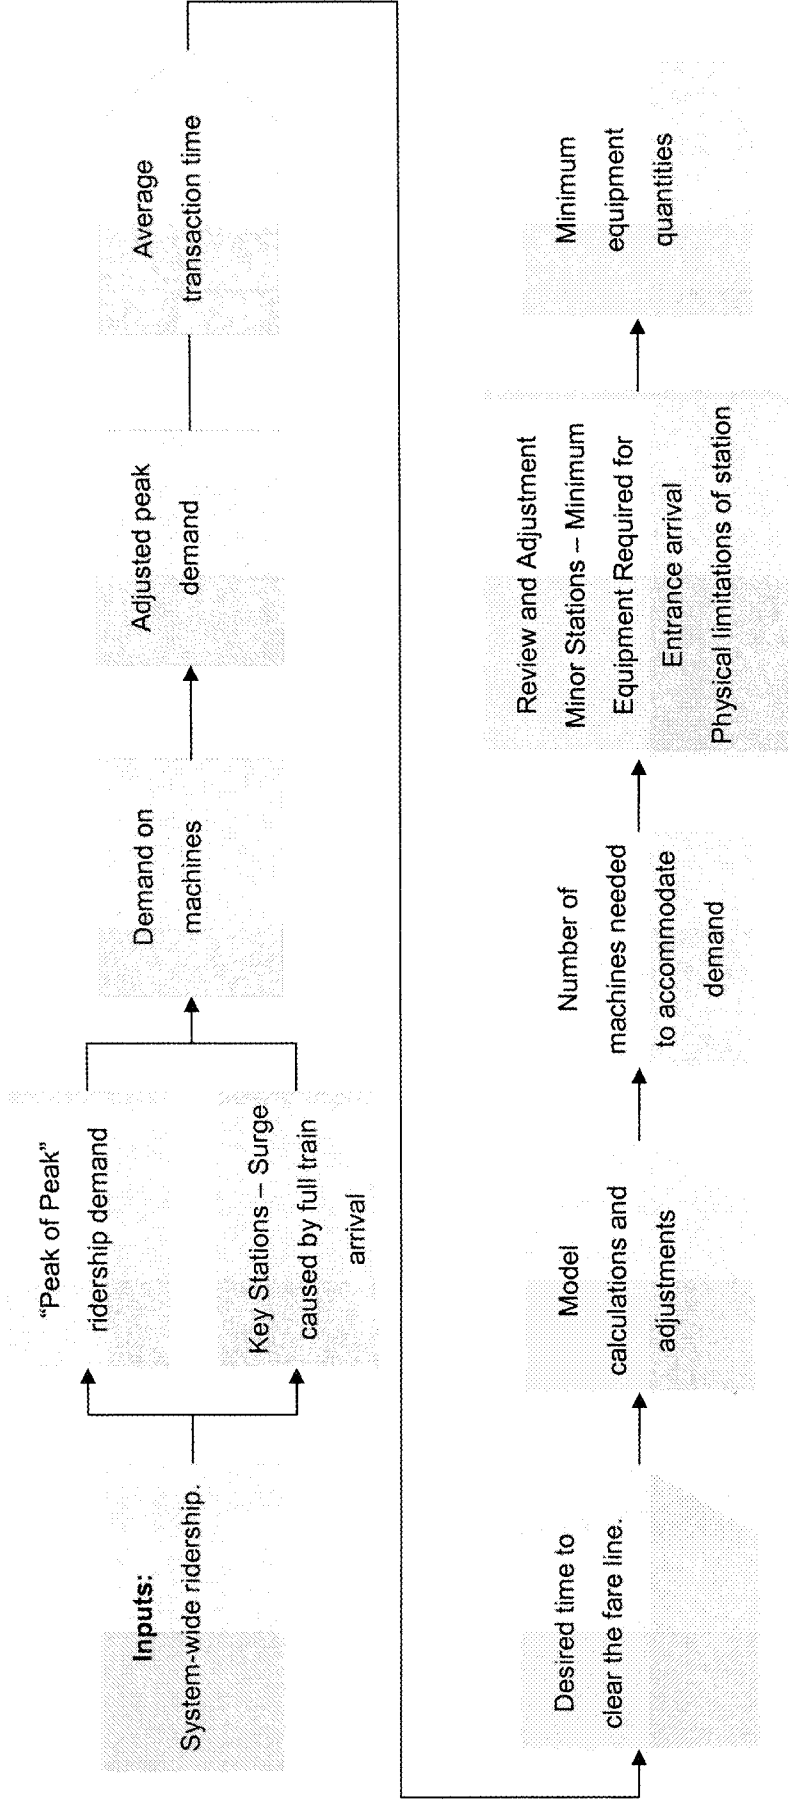 Inputs:
System-wide ridership.
“Peak of Peak”
ridership demand
Key Stations – Surge
caused by full train
arrival
Demand on
machines
Adjusted peak
demand
Average
transaction time
Desired time to
clear the fare line.
Model
calculations and
adjustments
Number of
machines needed
to accommodate
demand
Review and Adjustment
Minor Stations – Minimum
Equipment Required for
Entrance arrival
Physical limitations of station
Minimum
equipment
quantities